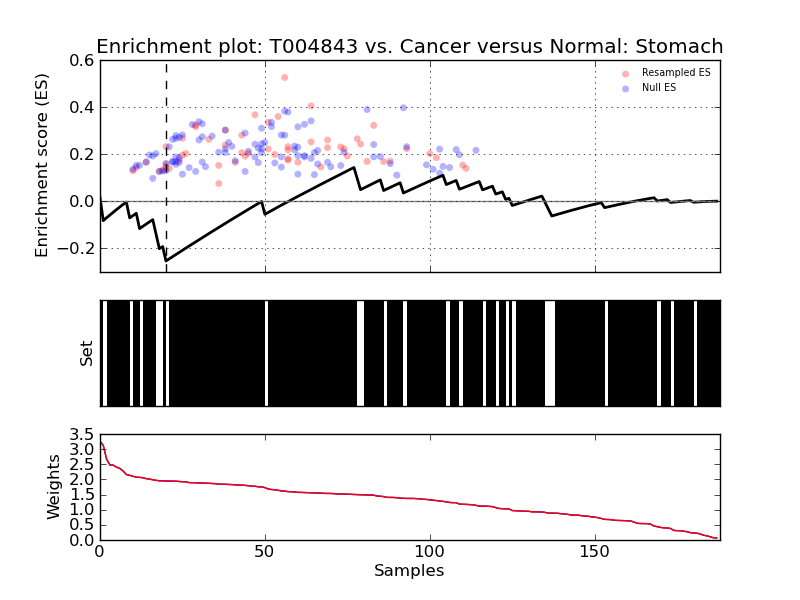 Enrichment plot: T004843 vs. Cancer versus Normal: Stomach
Enrichment score (ES)
0.6
0.4
0.2
0.0
−0.2
Resampled ES
Null ES
Set
Weights
3.5
3.0
2.5
2.0
1.5
1.0
0.5
0.0
0
50
100
150
Samples